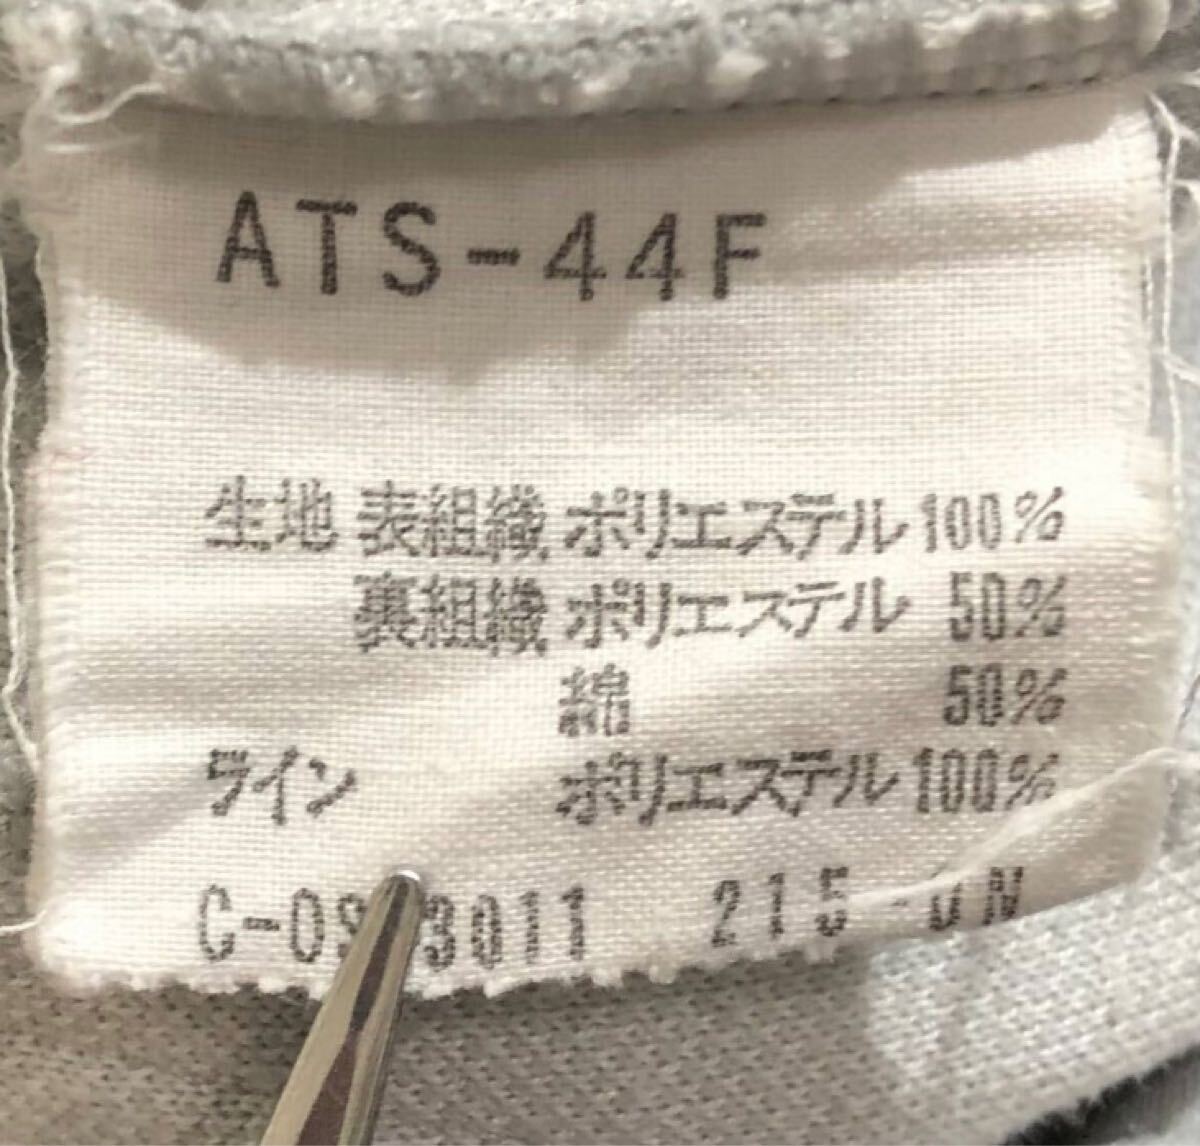 ATS-44F
生地 表組織 ポリエステル 100%
裏組織 ポリエステル 50%
綿 50%
ライン ポリエステル 100%
3011 215